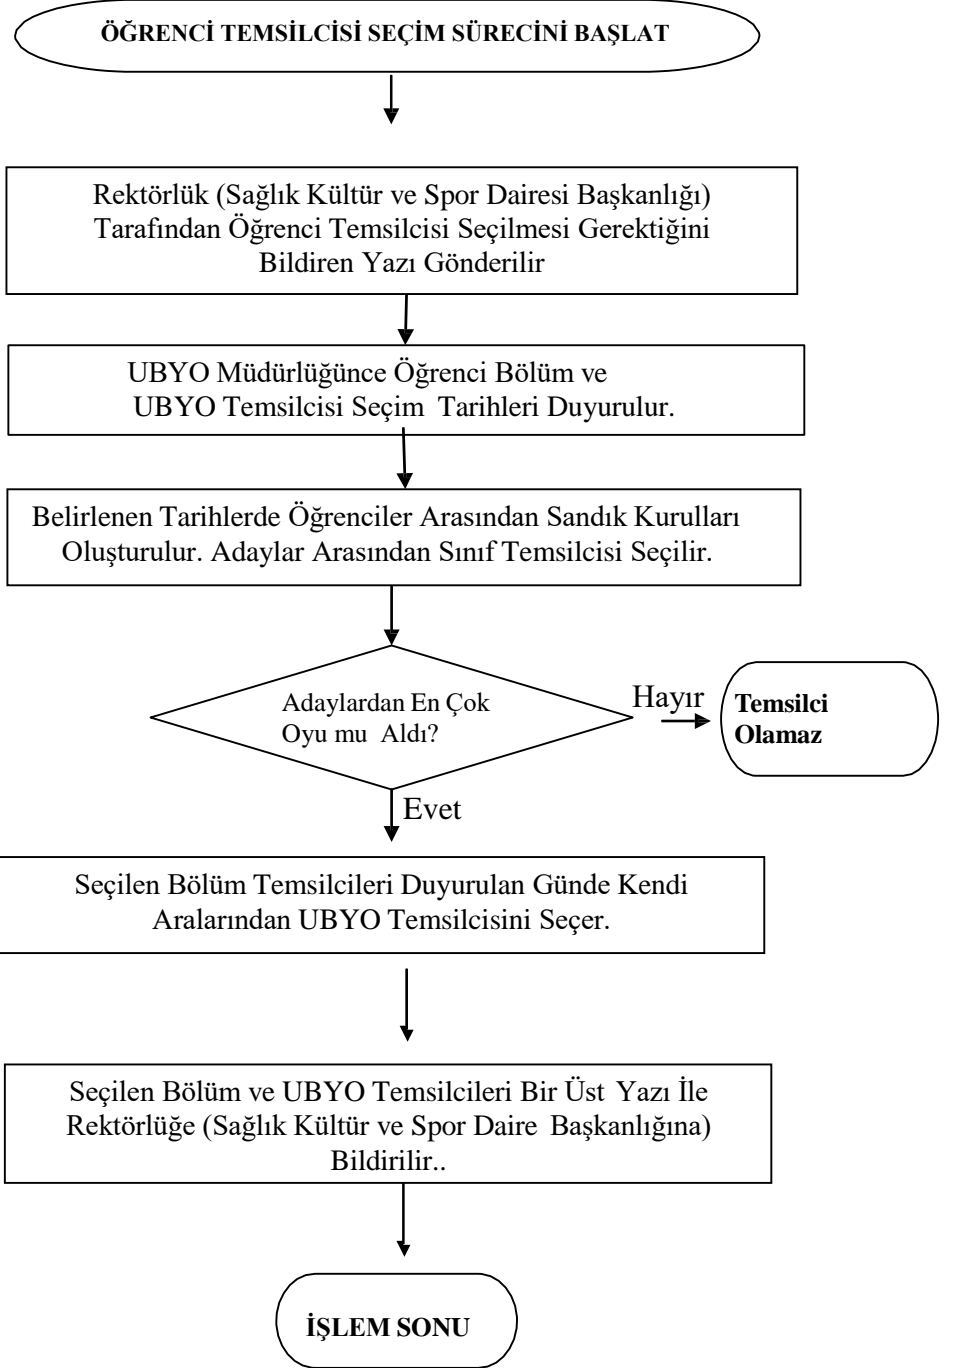 ÖĞRENCİ TEMSİLCİSİ SEÇİM SÜRECİNİ BAŞLAT
Rektörlük (Sağlık Kültür ve Spor Dairesi Başkanlığı)
Tarafından Öğrenci Temsilcisi Seçilmesi Gerektiğini
Bildiren Yazı Gönderilir
UBYO Müdürlüğünce Öğrenci Bölüm ve
UBYO Temsilcisi Seçim Tarihleri Duyurulur.
Belirlenen Tarihlerde Öğrenciler Arasından Sandık Kurulları
Oluşturulur. Adaylar Arasından Sınıf Temsilcisi Seçilir.
Adaylardan En Çok
Oyu mu Aldı?
Hayır
Temsilci
Olamaz
Evet
Seçilen Bölüm Temsilcileri Duyurulan Günde Kendi
Aralarından UBYO Temsilcisini Seçer.
Seçilen Bölüm ve UBYO Temsilcileri Bir Üst Yazı İle
Rektörlüğe (Sağlık Kültür ve Spor Daire Başkanlığına)
Bildirilir..
İŞLEM SONU